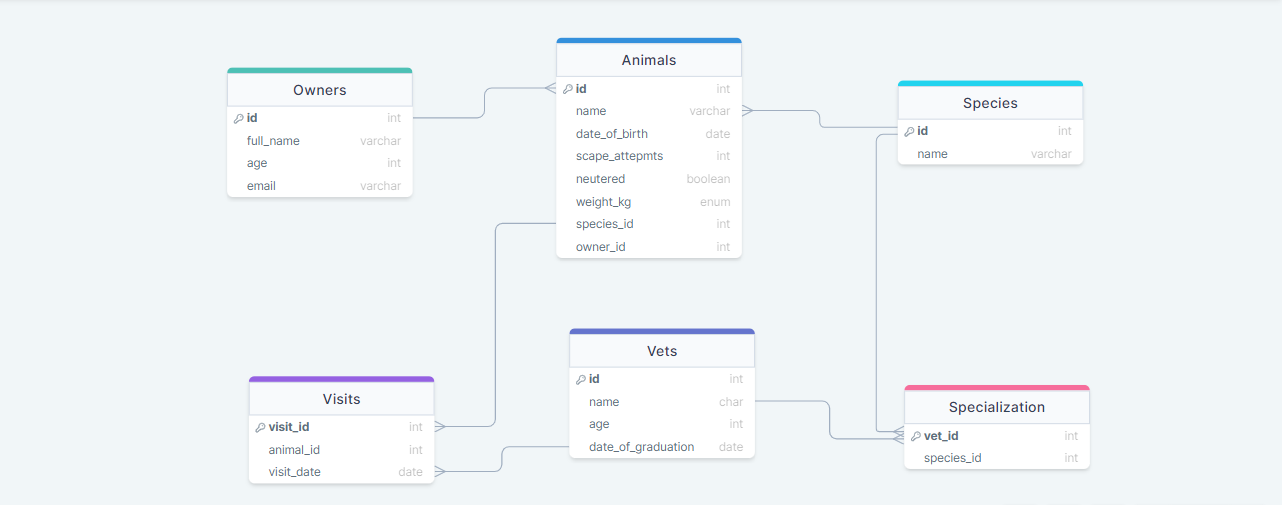 Owners
id int
full_name varchar
age int
email varchar
Animals
id int
name varchar
date_of_birth date
scape_attepmts int
neutered boolean
weight_kg enum
species_id int
owner_id int
Species
id int
name varchar
Visits
visit_id int
animal_id int
visit_date date
Vets
id int
name char
age int
date_of_graduation date
Specialization
vet_id int
species_id int